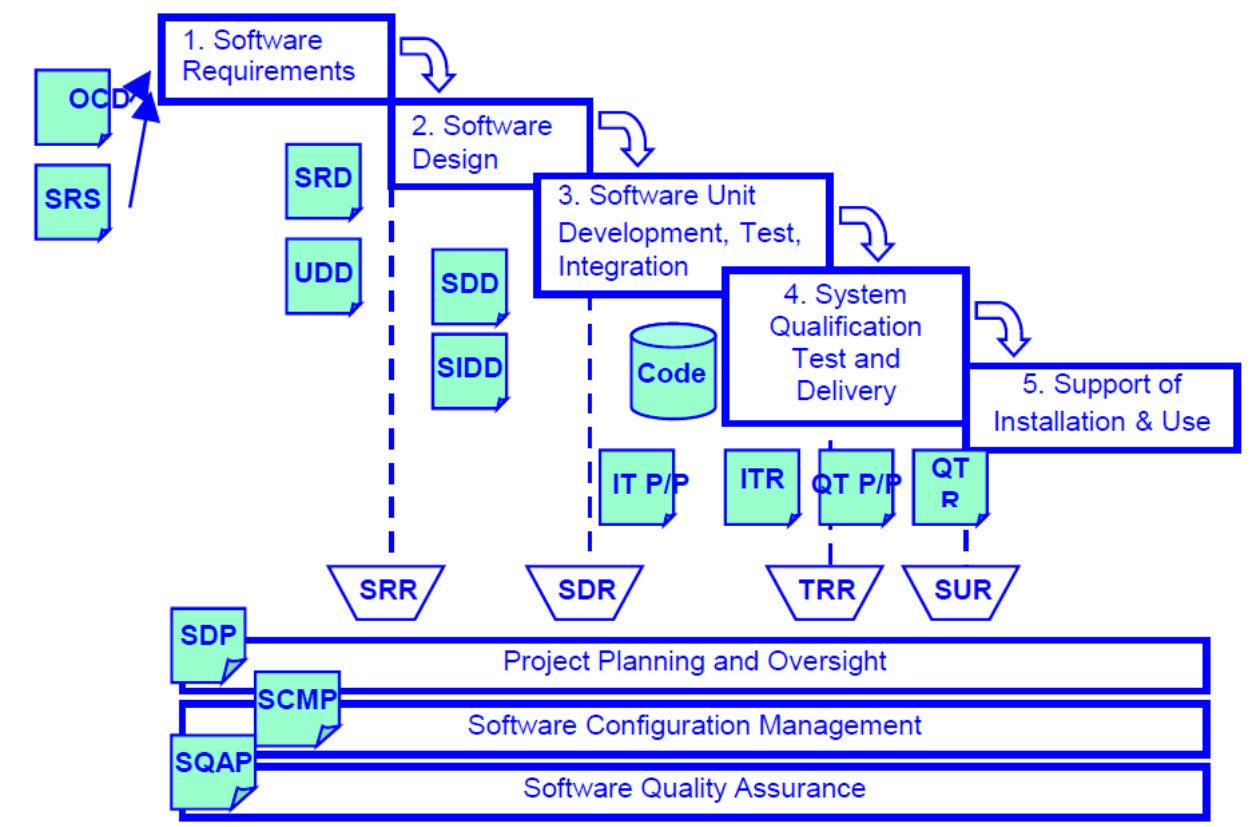 1. Software
Requirements
OCD
2. Software
Design
SRD
SRS
3. Software Unit
Development, Test,
Integration
UDD
SDD
4. System
Qualification
Test and
Delivery
SIDD
Code
5. Support of
Installation & Use
IT P/P
ITR
QT P/P
QT
R
SRR
SDR
TRR
SUR
SDP
Project Planning and Oversight
SCMP
Software Configuration Management
SQAP
Software Quality Assurance